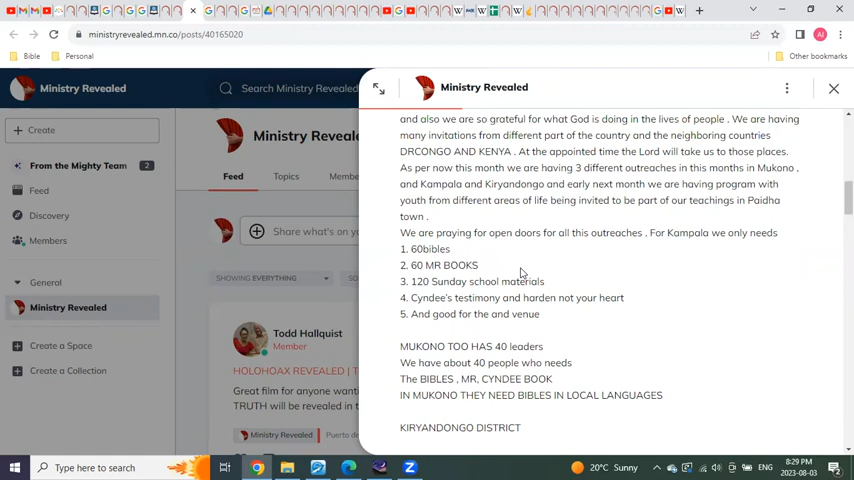 ministryrevealed.mn.co/posts/40165020
Bible
Personal
Other bookmarks
Ministry Revealed
Search Ministry Revealed
Create
From the Mighty Team
2
Feed
Discovery
Members
General
Ministry Revealed
Create a Space
Create a Collection
Ministry Reveale
Feed
Topics
Membe
Share what's on yo
SHOWING EVERYTHING
SO
Todd Hallquist
Member
HOLOHOAX REVEALED | T
Great film for anyone wanti
TRUTH will be revealed in t
Ministry Revealed
Puerto de
Ministry Revealed
and also we are so grateful for what God is doing in the lives of people . We are having
many invitations from different part of the country and the neighboring countries
DRCONGO AND KENYA . At the appointed time the Lord will take us to those places.
As per now this month we are having 3 different outreaches in this months in Mukono ,
and Kampala and Kiryandongo and early next month we are having program with
youth from different areas of life being invited to be part of our teachings in Paidha
town .
We are praying for open doors for all this outreaches . For Kampala we only needs
1. 60bibles
2. 60 MR BOOKS
3. 120 Sunday school materials
4. Cyndee's testimony and harden not your heart
5. And good for the and venue
MUKONO TOO HAS 40 leaders
We have about 40 people who needs
The BIBLES , MR, CYNDEE BOOK
IN MUKONO THEY NEED BIBLES IN LOCAL LANGUAGES
KIRYANDONGO DISTRICT
Type here to search
20°C Sunny
ENG
8:29 PM
2023-08-03
2